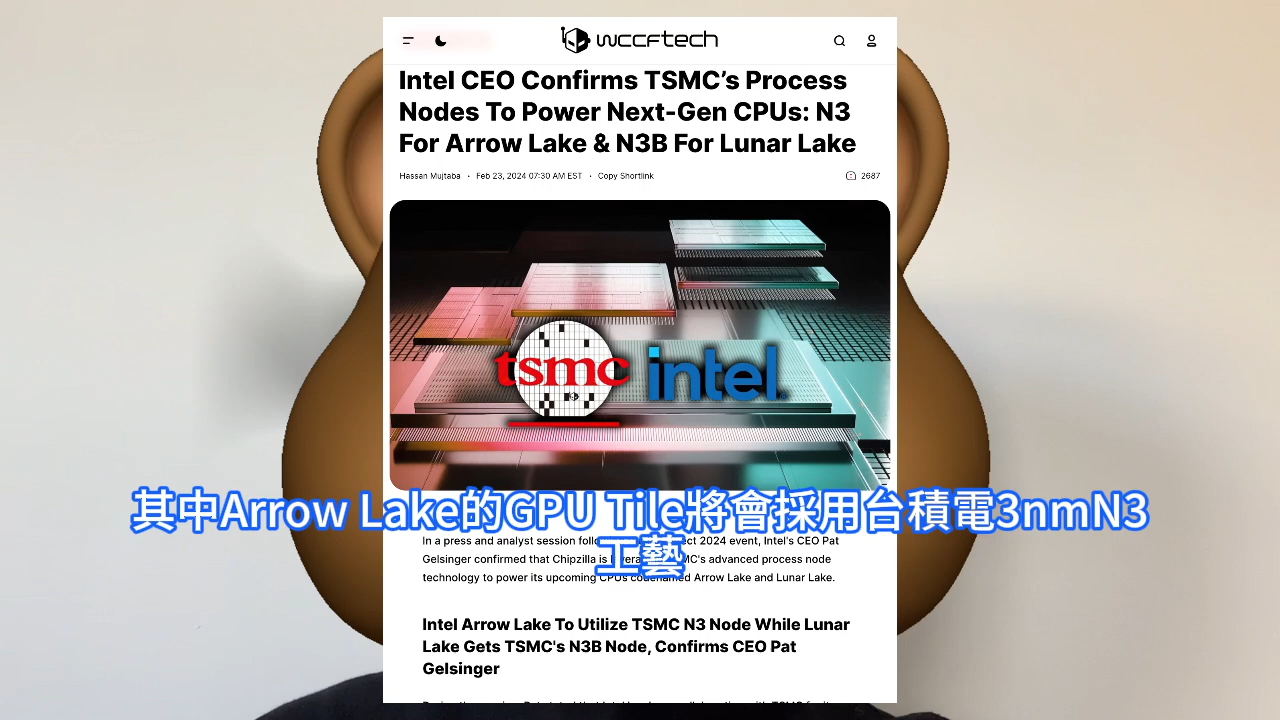 wccftech
Intel CEO Confirms TSMC's Process
Nodes To Power Next-Gen CPUs: N3
For Arrow Lake & N3B For Lunar Lake
Hassan Mujtaba • Feb 23, 2024 07:30 AM EST • Copy Shortlink
2687
tsmc intel
其中Arrow Lake的GPU Tile將會採用台積電3nmN3
工藝
In a press and analyst session 2024 event, Intel's CEO Pat
Gelsinger confirmed that Chipzilla is advanced process node
technology to power its upcoming CPUs codenamed Arrow Lake and Lunar Lake.
Intel Arrow Lake To Utilize TSMC N3 Node While Lunar
Lake Gets TSMC's N3B Node, Confirms CEO Pat
Gelsinger